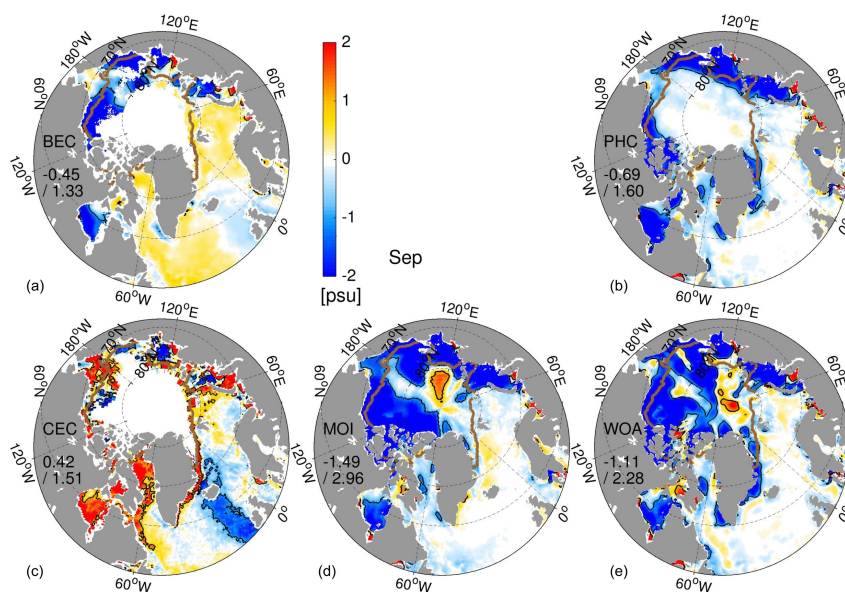 120°E
180°W
70°N
80°N
60°N
60°E
BEC
120°W
-0.45
/ 1.33
0°
60°W
(a)
2
1
0
-1
-2
[psu]
Sep
120°E
180°W
70°N
80°N
60°N
60°E
PHC
120°W
-0.69
/ 1.60
0°
60°W
(b)
120°E
180°W
70°N
80°N
60°N
60°E
CEC
120°W
0.42
/ 1.51
0°
60°W
(c)
120°E
180°W
70°N
80°N
60°N
60°E
MOI
120°W
-1.49
/ 2.96
0°
60°W
(d)
120°E
180°W
70°N
80°N
60°N
60°E
WOA
120°W
-1.11
/ 2.28
0°
60°W
(e)